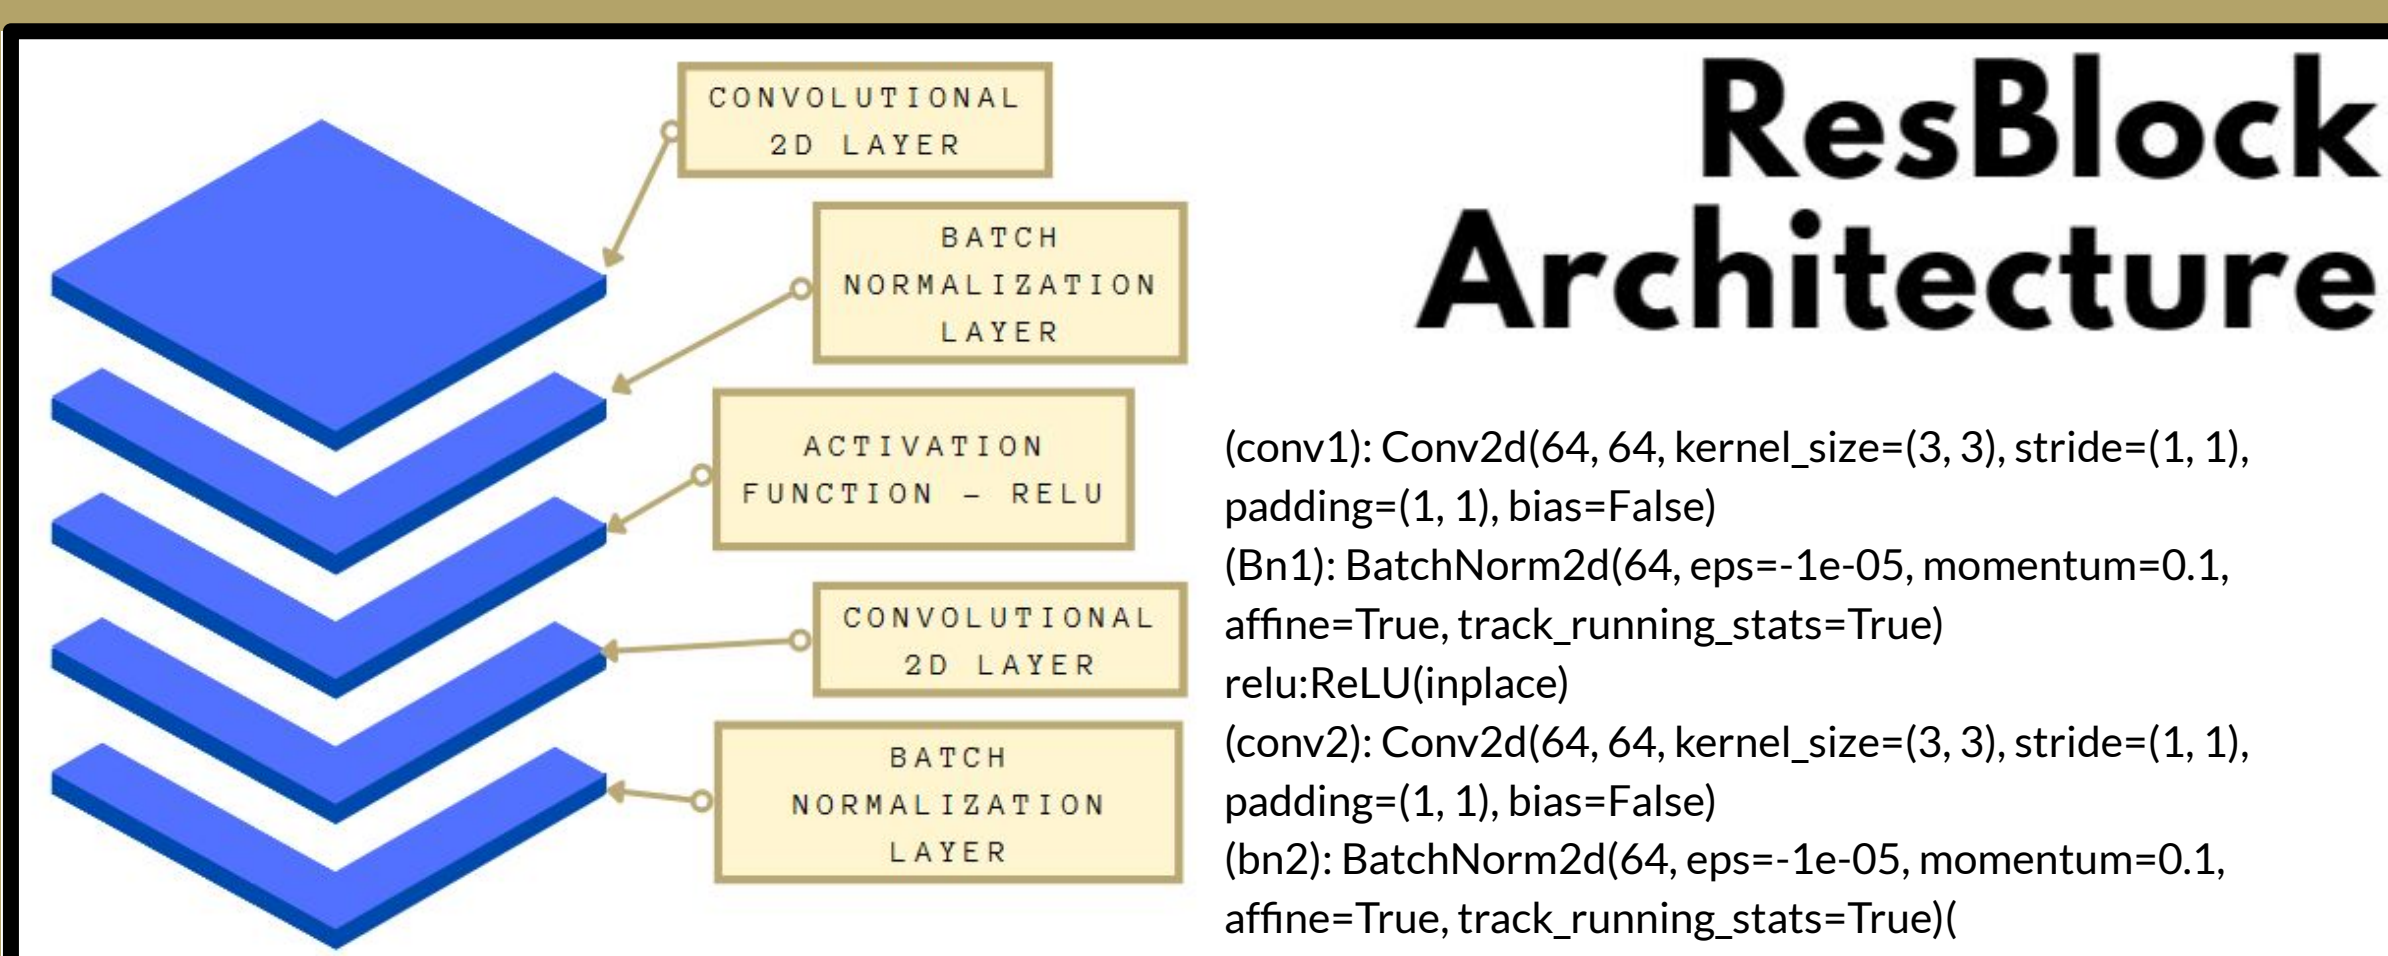 CONVOLUTIONAL
2D LAYER
BATCH
NORMALIZATION
LAYER
ACTIVATION
FUNCTION – RELU
CONVOLUTIONAL
2D LAYER
BATCH
NORMALIZATION
LAYER
ResBlock
Architecture
(conv1): Conv2d(64, 64, kernel_size=(3, 3), stride=(1, 1),
padding=(1, 1), bias=False)
(Bn1): BatchNorm2d(64, eps=-1e-05, momentum=0.1,
affine=True, track_running_stats=True)
relu:ReLU(inplace)
(conv2): Conv2d(64, 64, kernel_size=(3, 3), stride=(1, 1),
padding=(1, 1), bias=False)
(bn2): BatchNorm2d(64, eps=-1e-05, momentum=0.1,
affine=True, track_running_stats=True)(